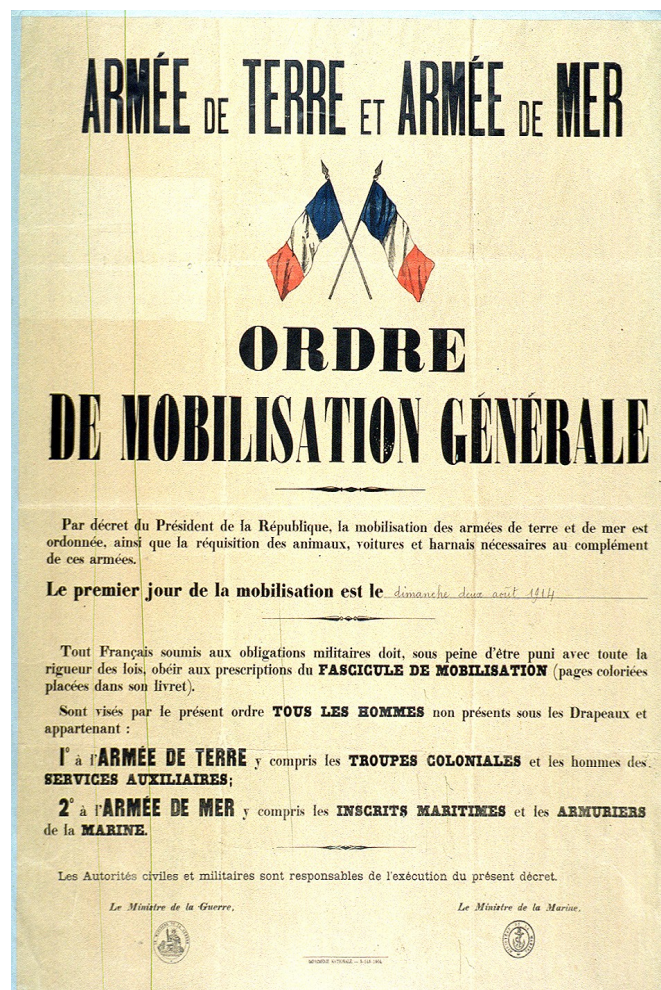 ARMÉE DE TERRE ET ARMÉE DE MER
ORDRE
DE MOBILISATION GÉNÉRALE
Par décret du Président de la République, la mobilisation des armées de terre et de mer est
ordonnée, ainsi que la réquisition des animaux, voitures et harnais nécessaires au complément
de ces armées.
Le premier jour de la mobilisation est le dimanche deux août 1914
Tout Français soumis aux obligations militaires doit, sous peine d'être puni avec toute la
rigueur des lois, obéir aux prescriptions du FASCICULE DE MOBILISATION (pages coloriées
placées dans son livret).
Sont visés par le présent ordre TOUS LES HOMMES non présents sous les Drapeaux et
appartenant :
1° à l'ARMÉE DE TERRE y compris les TROUPES COLONIALES et les hommes des
SERVICES AUXILIAIRES;
2° à l'ARMÉE DE MER y compris les INSCRITS MARITIMES et les ARMURIERS
de la MARINE.
Les Autorités civiles et militaires sont responsables de l'exécution du présent décret.
Le Ministre de la Guerre,
Le Ministre de la Marine,
IMPRIMERIE NATIONALE